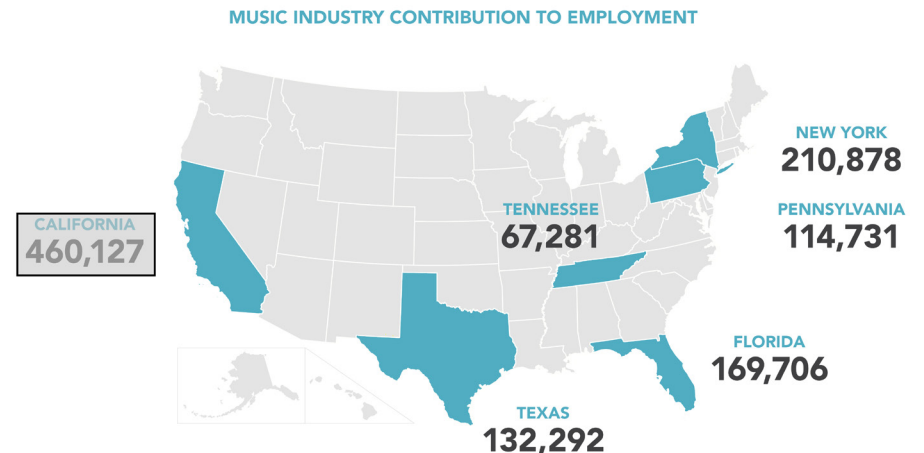 MUSIC INDUSTRY CONTRIBUTION TO EMPLOYMENT
NEW YORK
210,878
TENNESSEE
67,281
PENNSYLVANIA
114,731
CALIFORNIA
460,127
FLORIDA
169,706
TEXAS
132,292